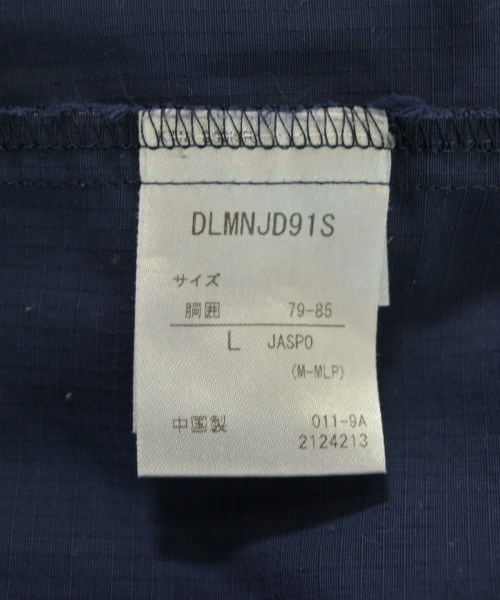 DLMNJD91S
サイズ
胴囲 79-85
L JASPO
(M-MLP)
中国製 011-9A
2124213